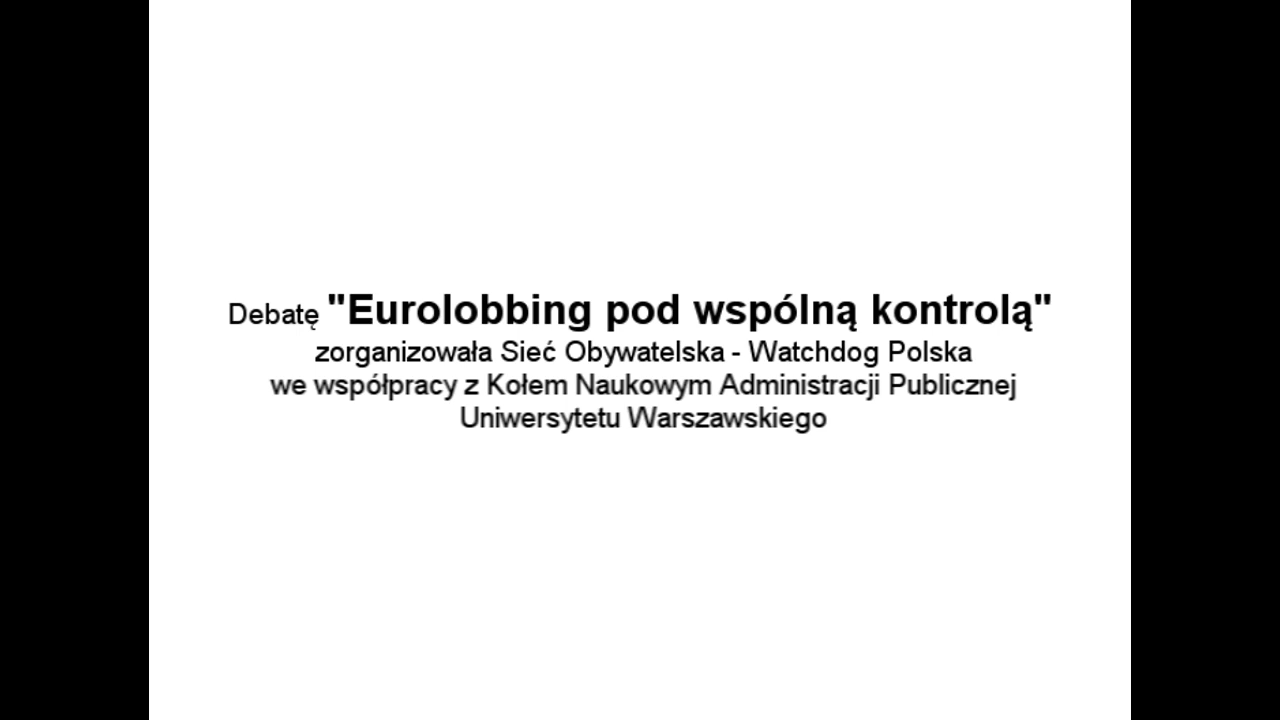 Debatę "Eurolobbing pod wspólną kontrolą"
zorganizowała Sieć Obywatelska - Watchdog Polska
we współpracy z Kołem Naukowym Administracji Publicznej
Uniwersytetu Warszawskiego